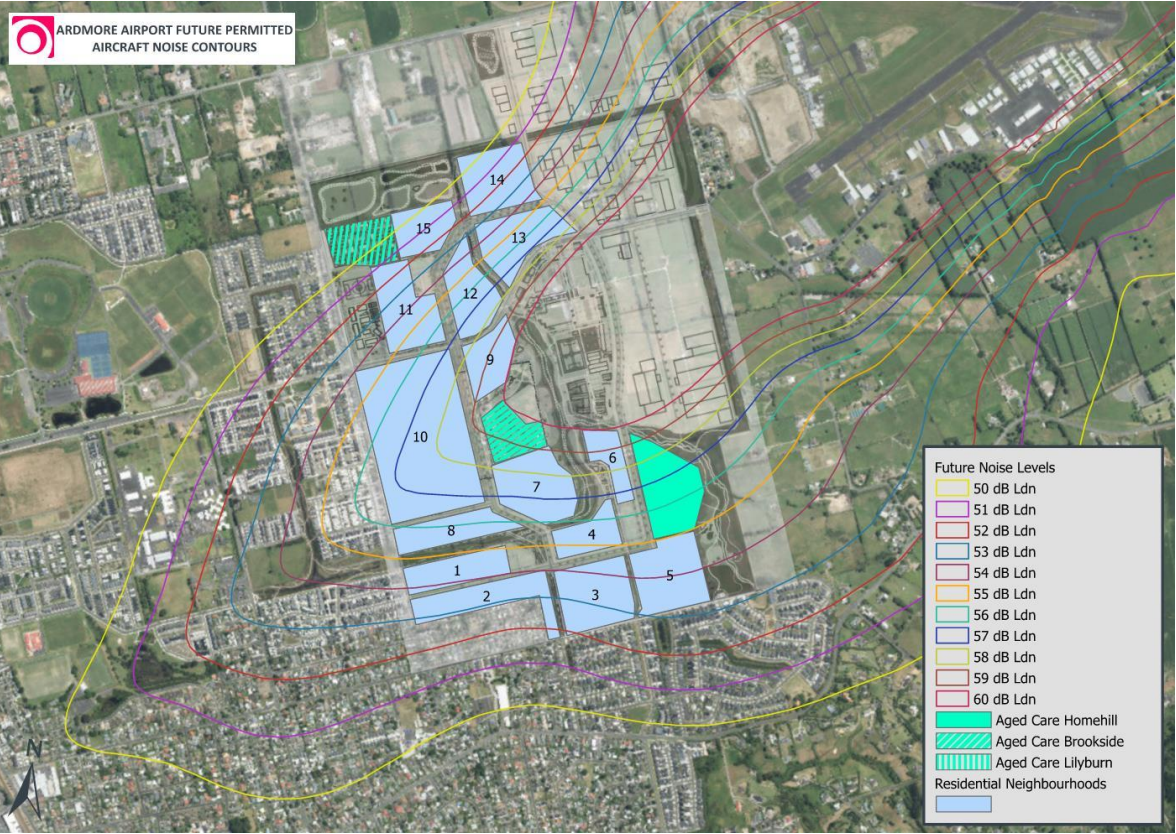 ARDMORE AIRPORT FUTURE PERMITTED
AIRCRAFT NOISE CONTOURS
14
15
13
12
11
9
10
6
7
8
4
1
5
2
3
N
Future Noise Levels
50 dB Ldn
51 dB Ldn
52 dB Ldn
53 dB Ldn
54 dB Ldn
55 dB Ldn
56 dB Ldn
57 dB Ldn
58 dB Ldn
59 dB Ldn
60 dB Ldn
Aged Care Homehill
Aged Care Brookside
Aged Care Lilyburn
Residential Neighbourhoods